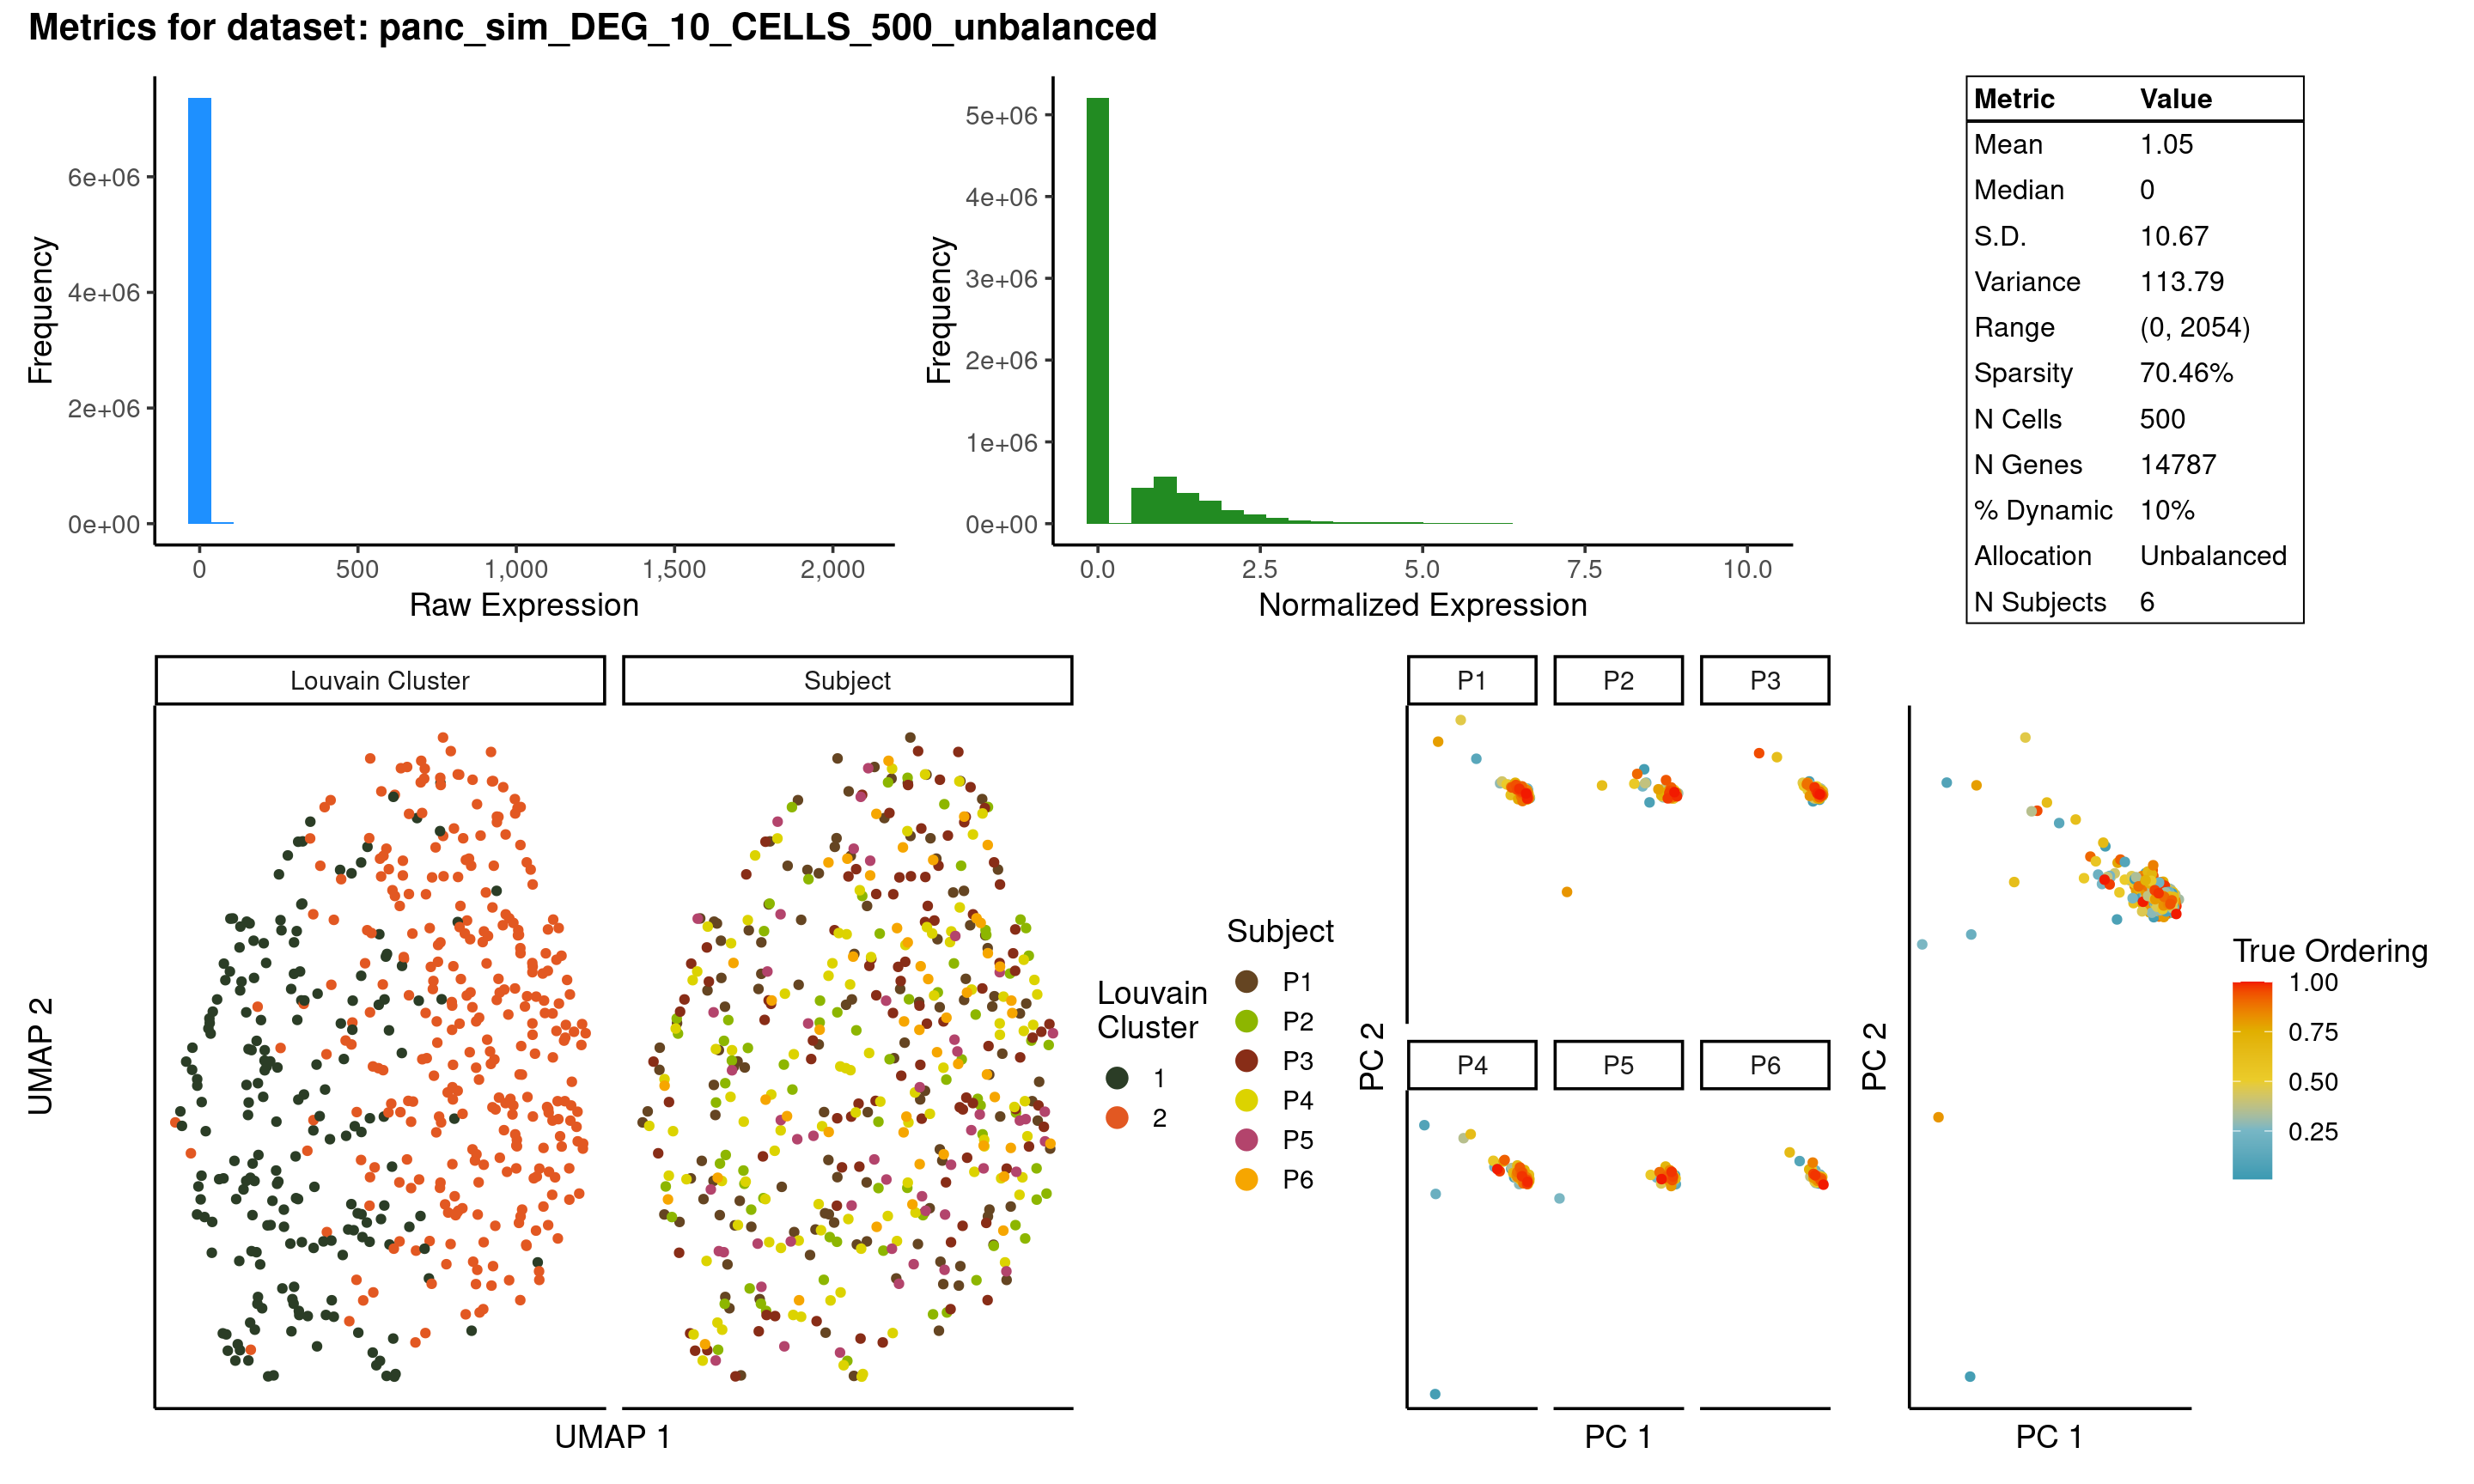 Metrics for dataset: panc_sim_DEG_10_CELLS_500_unbalanced
Frequency
6e+06
4e+06
2e+06
0e+00
0 500 1,000 1,500 2,000
Raw Expression
Frequency
5e+06
4e+06
3e+06
2e+06
1e+06
0e+00
0.0 2.5 5.0 7.5 10.0
Normalized Expression
Metric Value
Mean 1.05
Median 0
S.D. 10.67
Variance 113.79
Range (0, 2054)
Sparsity 70.46%
N Cells 500
N Genes 14787
% Dynamic 10%
Allocation Unbalanced
N Subjects 6
Louvain Cluster Subject
UMAP 2
UMAP 1
Louvain
Cluster
1
2
Subject
P1
P2
P3
P4
P5
P6
P1 P2 P3
P4 P5 P6
PC 2
PC 1
PC 2
PC 1
True Ordering
1.00
0.75
0.50
0.25